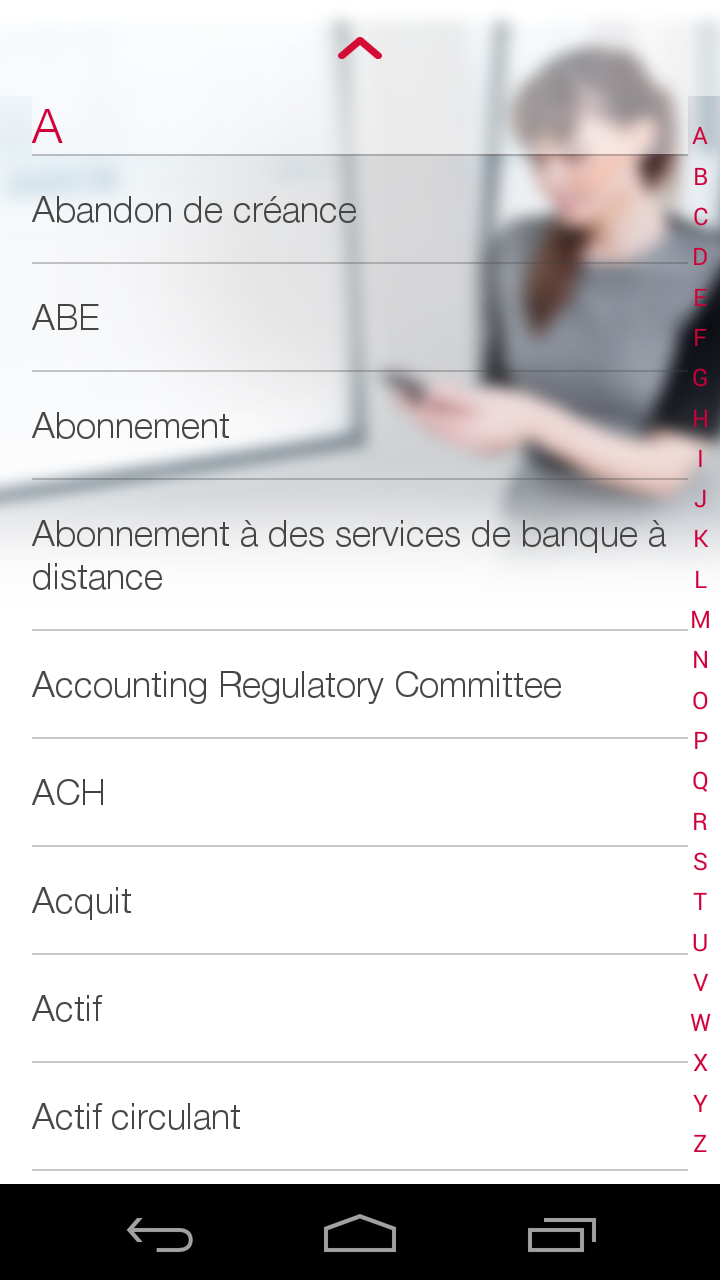 A
Abandon de créance
ABE
Abonnement
Abonnement à des services de banque à
distance
Accounting Regulatory Committee
ACH
Acquit
Actif
Actif circulant
A
B
C
D
E
F
G
H
I
J
K
L
M
N
O
P
Q
R
S
T
U
V
W
X
Y
Z